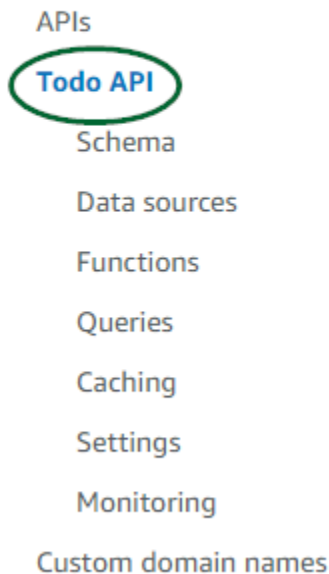 APIs
Todo API
Schema
Data sources
Functions
Queries
Caching
Settings
Monitoring
Custom domain names